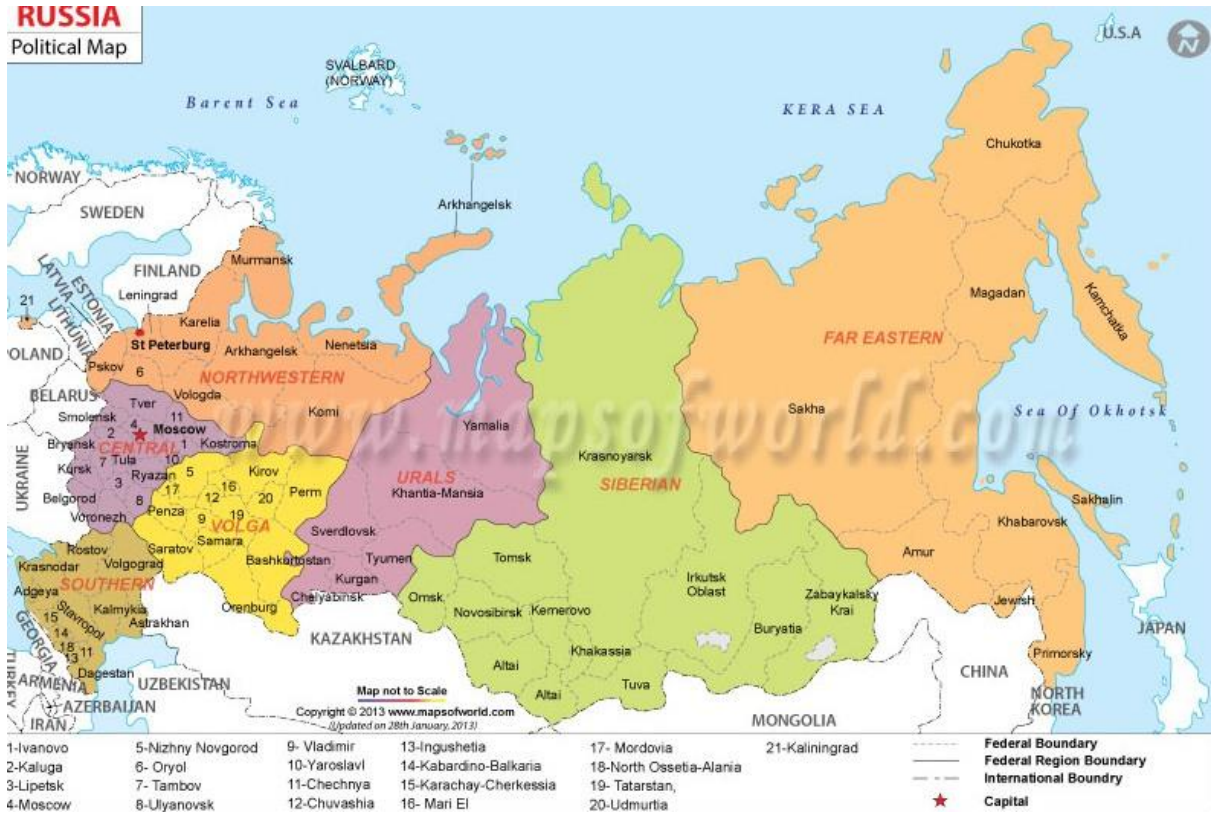 RUSSIA
Political Map
U.S.A
N
SVALBARD
(NORWAY)
Barent Sea
KERA SEA
Chukotka
NORWAY
Arkhangelsk
SWEDEN
FINLAND
Murmansk
ESTONIA
LATVIA
LITHUNIA
Leningrad
21
Magadan
Kamchatka
Karelia
St Peterburg
Arkhangelsk
Nenetsia
FAR EASTERN
POLAND
Pskov
6
NORTHWESTERN
BELARUS
Vologda
Tver
11
Komi
Sakha
Sea Of Okhotsk
www.mapsofworld.com
Smolensk
4
Moscow
Yamalia
2
1
Kostroma
Bryansk
CENTRAL
Krasnoyarsk
UKRAINE
Kursk
7
Tula
10
Ryazan
5
Kirov
URALS
SIBERIAN
3
17
16
12
20
Perm
Khantia-Mansia
Belgorod
8
Penza
19
Sakhalin
Voronezh
9
VOLGA
Samara
Sverdlovsk
Khabarovsk
Rostov
Saratov
Krasnodar
Volgograd
Bashkortostan
Tyumen
Tomsk
Amur
SOUTHERN
Kurgan
Irkutsk
Oblast
Adgeya
Chelyabinsk
Omsk
Zabaykalsky
Krai
Jewish
Stavropol
Kalmykia
Orenburg
Novosibirsk
Kemerovo
15
Astrakhan
Buryatia
JAPAN
GEORGIA
14
KAZAKHSTAN
18
11
13
Khakassia
Primorsky
Altai
Dagestan
CHINA
TURKEY
ARMENIA
UZBEKISTAN
Tuva
Altai
NORTH
KOREA
AZERBAIJAN
Map not to Scale
IRAN
Copyright © 2013 www.mapsofworld.com
(Updated on 28th January, 2013)
MONGOLIA
1-Ivanovo
2-Kaluga
3-Lipetsk
4-Moscow
5-Nizhny Novgorod
6- Oryol
7- Tambov
8-Ulyanovsk
9- Vladimir
10-Yaroslavl
11-Chechnya
12-Chuvashia
13-Ingushetia
14-Kabardino-Balkaria
15-Karachay-Cherkessia
16- Mari El
17- Mordovia
18-North Ossetia-Alania
19- Tatarstan,
20-Udmurtia
21-Kaliningrad
Federal Boundary
Federal Region Boundary
International Boundry
Capital